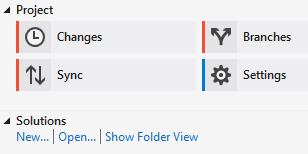 Project
Changes
Branches
Sync
Settings
Solutions
New... | Open... | Show Folder View